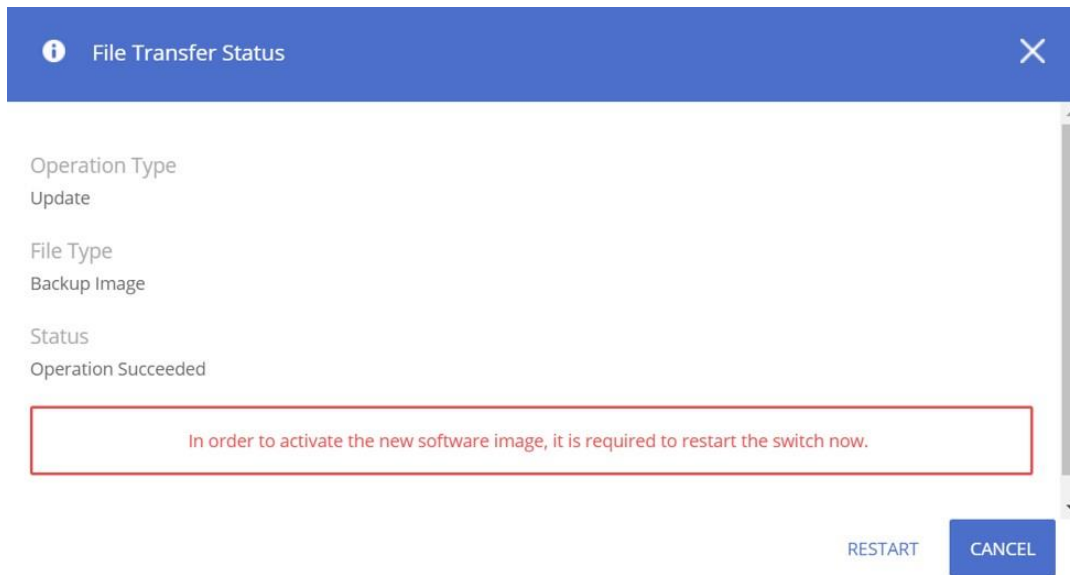 File Transfer Status
Operation Type
Update
File Type
Backup Image
Status
Operation Succeeded
In order to activate the new software image, it is required to restart the switch now.
RESTART
CANCEL